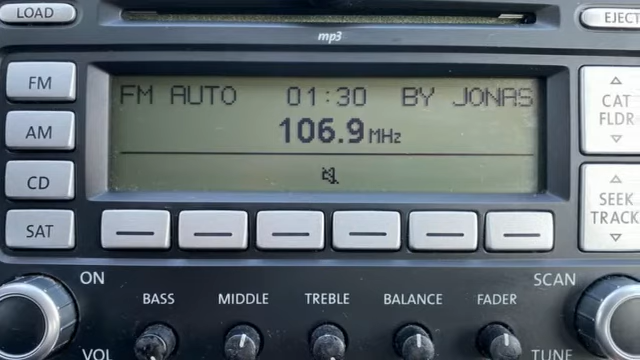 LOAD
EJECT
mp3
FM
AM
CD
SAT
FM AUTO 01:30 BY JONAS
106.9 MHz
CAT
FLDR
SEEK
TRACK
ON
SCAN
BASS MIDDLE TREBLE BALANCE FADER
VOL
TUNE